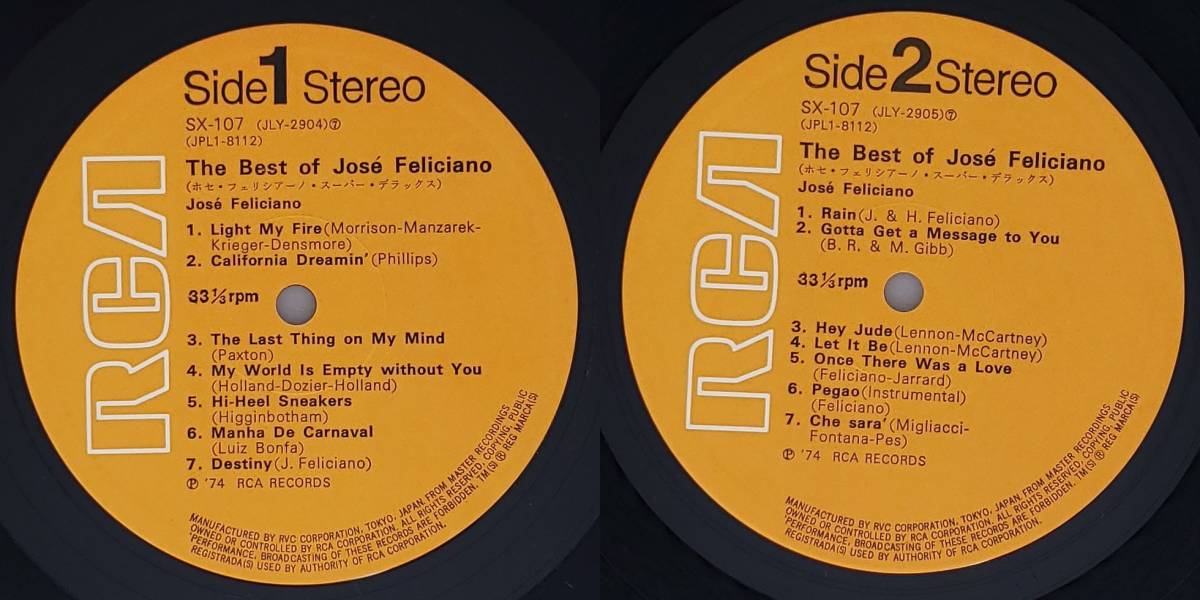 Side 1 Stereo
SX-107 (JLY-2904)⑦
(JPL1-8112)
The Best of José Feliciano
(ホセ・フェリシアーノ・スーパー・デラックス)
José Feliciano
1. Light My Fire(Morrison-Manzarek-
Krieger-Densmore)
2. California Dreamin'(Phillips)
33⅓rpm
3. The Last Thing on My Mind
(Paxton)
4. My World Is Empty without You
(Holland-Dozier-Holland)
5. Hi-Heel Sneakers
(Higginbotham)
6. Manha De Carnaval
(Luiz Bonfa)
7. Destiny(J. Feliciano)
℗ '74 RCA RECORDS
MANUFACTURED BY RVC CORPORATION, TOKYO, JAPAN, FROM MASTER RECORDINGS
OWNED OR CONTROLLED BY RCA CORPORATION. ALL RIGHTS RESERVED, COPYING, PUBLIC
PERFORMANCE, BROADCASTING OF THESE RECORDS ARE FORBIDDEN. TM(S) ® REG MARCA(S)
REGISTRADA(S) USED BY AUTHORITY OF RCA CORPORATION.
RCA
Side 2 Stereo
SX-107 (JLY-2905)⑦
(JPL1-8112)
The Best of José Feliciano
(ホセ・フェリシアーノ・スーパー・デラックス)
José Feliciano
1. Rain(J. & H. Feliciano)
2. Gotta Get a Message to You
(B. R. & M. Gibb)
33⅓rpm
3. Hey Jude(Lennon-McCartney)
4. Let It Be(Lennon-McCartney)
5. Once There Was a Love
(Feliciano-Jarrard)
6. Pegao(Instrumental)
(Feliciano)
7. Che sara'(Migliacci-
Fontana-Pes)
℗ '74 RCA RECORDS
MANUFACTURED BY RVC CORPORATION, TOKYO, JAPAN, FROM MASTER RECORDINGS
OWNED OR CONTROLLED BY RCA CORPORATION. ALL RIGHTS RESERVED, COPYING, PUBLIC
PERFORMANCE, BROADCASTING OF THESE RECORDS ARE FORBIDDEN. TM(S) ® REG MARCA(S)
REGISTRADA(S) USED BY AUTHORITY OF RCA CORPORATION.
RCA